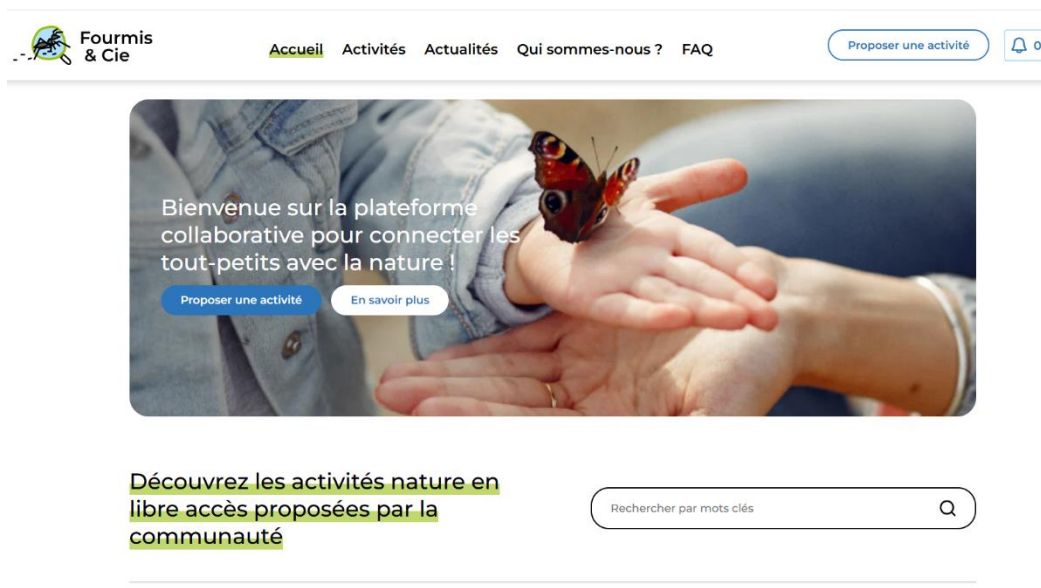 Fourmis
& Cie
Accueil Activités Actualités Qui sommes-nous ? FAQ
Proposer une activité
0
Bienvenue sur la plateforme
collaborative pour connecter les
tout-petits avec la nature !
Proposer une activité
En savoir plus
Découvrez les activités nature en
libre accès proposées par la
communauté
Rechercher par mots clés